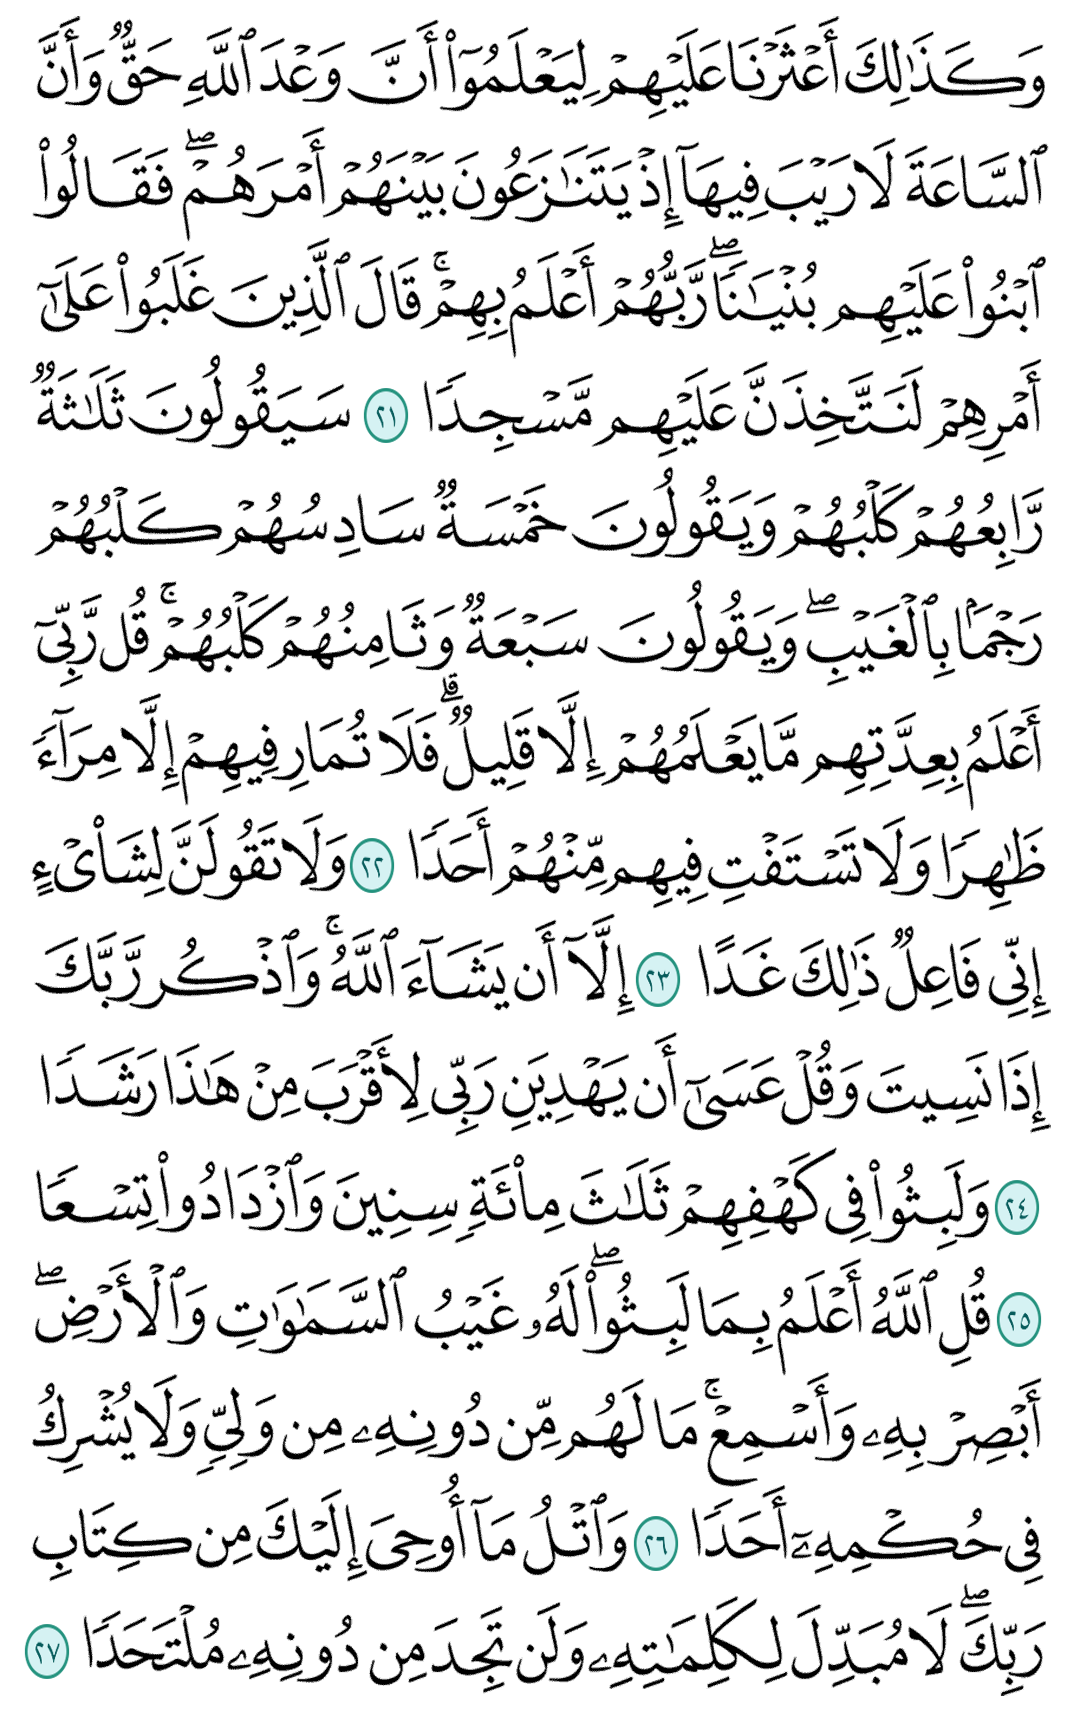 وَكَذَٰلِكَ أَعْثَرْنَا عَلَيْهِمْ لِيَعْلَمُوٓا۟ أَنَّ وَعْدَ ٱللَّهِ حَقٌّ وَأَنَّ
ٱلسَّاعَةَ لَا رَيْبَ فِيهَآ إِذْ يَتَنَٰزَعُونَ بَيْنَهُمْ أَمْرَهُمْ ۖ فَقَالُوا۟
ٱبْنُوا۟ عَلَيْهِم بُنْيَٰنًا ۖ رَّبُّهُمْ أَعْلَمُ بِهِمْ ۚ قَالَ ٱلَّذِينَ غَلَبُوا۟ عَلَىٰٓ
أَمْرِهِمْ لَنَتَّخِذَنَّ عَلَيْهِم مَّسْجِدًا ٢١ سَيَقُولُونَ ثَلَٰثَةٌ
رَّابِعُهُمْ كَلْبُهُمْ وَيَقُولُونَ خَمْسَةٌ سَادِسُهُمْ كَلْبُهُمْ
رَجْمًۢا بِٱلْغَيْبِ ۖ وَيَقُولُونَ سَبْعَةٌ وَثَامِنُهُمْ كَلْبُهُمْ ۚ قُل رَّبِّىٓ
أَعْلَمُ بِعِدَّتِهِم مَّا يَعْلَمُهُمْ إِلَّا قَلِيلٌ ۗ فَلَا تُمَارِ فِيهِمْ إِلَّا مِرَآءً
ظَٰهِرًا وَلَا تَسْتَفْتِ فِيهِم مِّنْهُمْ أَحَدًا ٢٢ وَلَا تَقُولَنَّ لِشَا۟ىْءٍ
إِنِّى فَاعِلٌ ذَٰلِكَ غَدًا ٢٣ إِلَّآ أَن يَشَآءَ ٱللَّهُ ۚ وَٱذْكُر رَّبَّكَ
إِذَا نَسِيتَ وَقُلْ عَسَىٰٓ أَن يَهْدِيَنِ رَبِّى لِأَقْرَبَ مِنْ هَٰذَا رَشَدًا
٢٤ وَلَبِثُوا۟ فِى كَهْفِهِمْ ثَلَٰثَ مِا۟ئَةٍ سِنِينَ وَٱزْدَادُوا۟ تِسْعًا
٢٥ قُلِ ٱللَّهُ أَعْلَمُ بِمَا لَبِثُوا۟ ۖ لَهُۥ غَيْبُ ٱلسَّمَٰوَٰتِ وَٱلْأَرْضِ ۖ
أَبْصِرْ بِهِۦ وَأَسْمِعْ ۚ مَا لَهُم مِّن دُونِهِۦ مِن وَلِىٍّ وَلَا يُشْرِكُ
فِى حُكْمِهِۦٓ أَحَدًا ٢٦ وَٱتْلُ مَآ أُوحِىَ إِلَيْكَ مِن كِتَابِ
رَبِّكَ ۖ لَا مُبَدِّلَ لِكَلِمَٰتِهِۦ وَلَن تَجِدَ مِن دُونِهِۦ مُلْتَحَدًا ٢٧